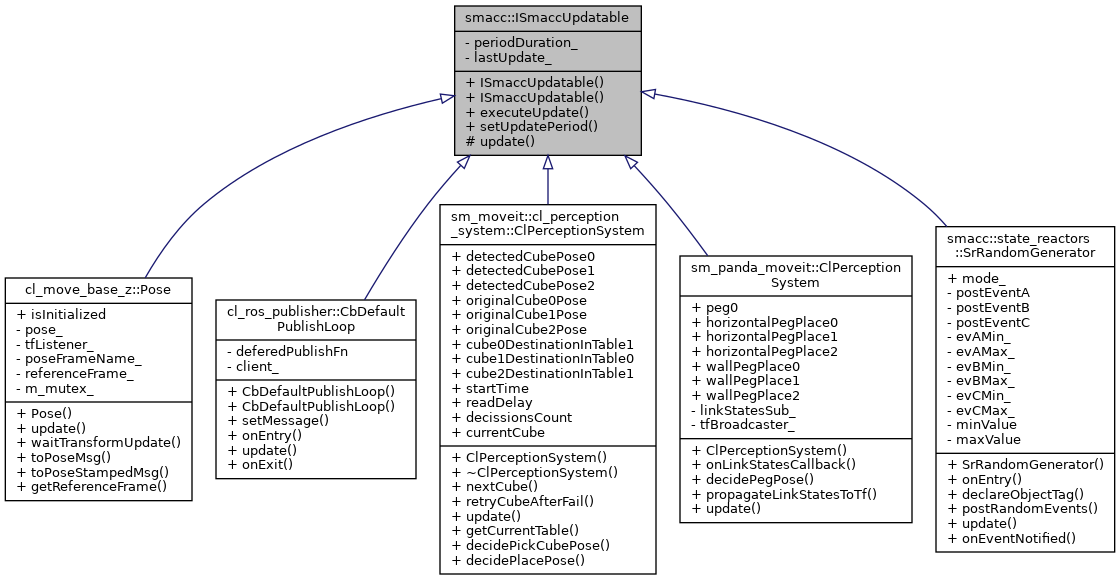 smacc::ISmaccUpdatable
- periodDuration_
- lastUpdate_
+ ISmaccUpdatable()
+ ISmaccUpdatable()
+ executeUpdate()
+ setUpdatePeriod()
# update()
cl_move_base_z::Pose
+ isInitialized
- pose_
- tfListener_
- poseFrameName_
- referenceFrame_
- m_mutex_
+ Pose()
+ update()
+ waitTransformUpdate()
+ toPoseMsg()
+ toPoseStampedMsg()
+ getReferenceFrame()
cl_ros_publisher::CbDefault
PublishLoop
- deferedPublishFn
- client_
+ CbDefaultPublishLoop()
+ CbDefaultPublishLoop()
+ setMessage()
+ onEntry()
+ update()
+ onExit()
sm_moveit::cl_perception
_system::ClPerceptionSystem
+ detectedCubePose0
+ detectedCubePose1
+ detectedCubePose2
+ originalCube0Pose
+ originalCube1Pose
+ originalCube2Pose
+ cube0DestinationInTable1
+ cube1DestinationInTable0
+ cube2DestinationInTable1
+ startTime
+ readDelay
+ decissionsCount
+ currentCube
+ ClPerceptionSystem()
+ ~ClPerceptionSystem()
+ nextCube()
+ retryCubeAfterFail()
+ update()
+ getCurrentTable()
+ decidePickCubePose()
+ decidePlacePose()
sm_panda_moveit::ClPerception
System
+ peg0
+ horizontalPegPlace0
+ horizontalPegPlace1
+ horizontalPegPlace2
+ wallPegPlace0
+ wallPegPlace1
+ wallPegPlace2
- linkStatesSub_
- tfBroadcaster_
+ ClPerceptionSystem()
+ onLinkStatesCallback()
+ decidePegPose()
+ propagateLinkStatesToTf()
+ update()
smacc::state_reactors
::SrRandomGenerator
+ mode_
- postEventA
- postEventB
- postEventC
- evAMin_
- evAMax_
- evBMin_
- evBMax_
- evCMin_
- evCMax_
- minValue
- maxValue
+ SrRandomGenerator()
+ onEntry()
+ declareObjectTag()
+ postRandomEvents()
+ update()
+ onEventNotified()